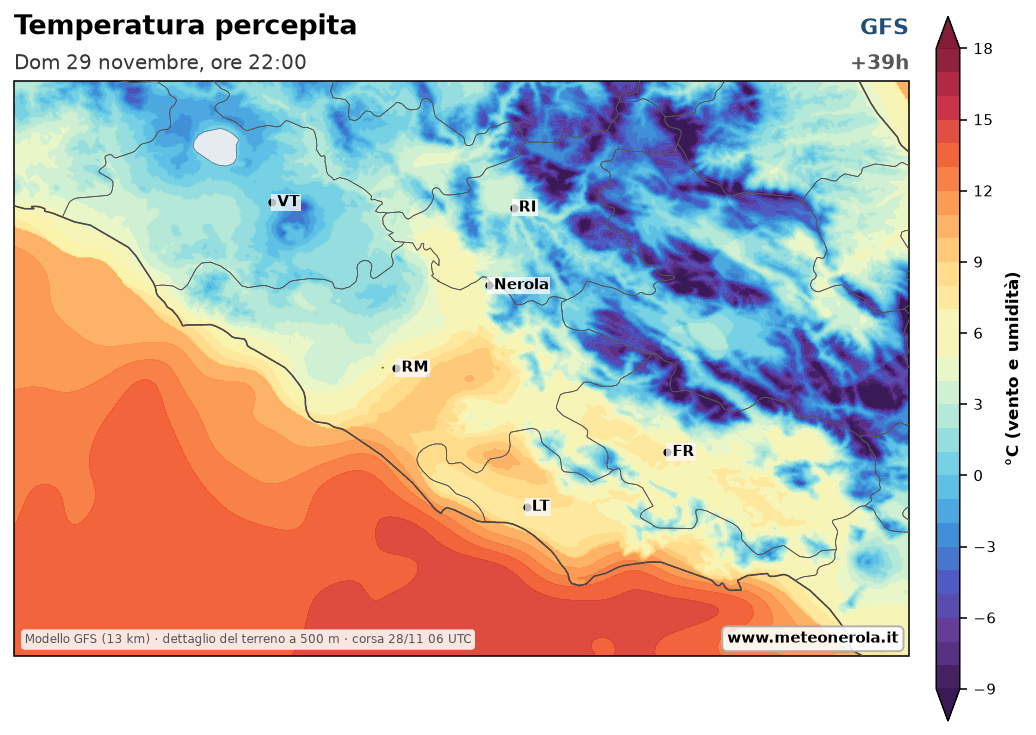 Temperatura percepita
GFS
Dom 29 novembre, ore 22:00
+39h
18
15
12
9
6
3
0
−3
−6
−9
°C (vento e umidità)
VT
RI
Nerola
RM
FR
LT
Modello GFS (13 km) · dettaglio del terreno a 500 m · corsa 28/11 06 UTC
www.meteonerola.it